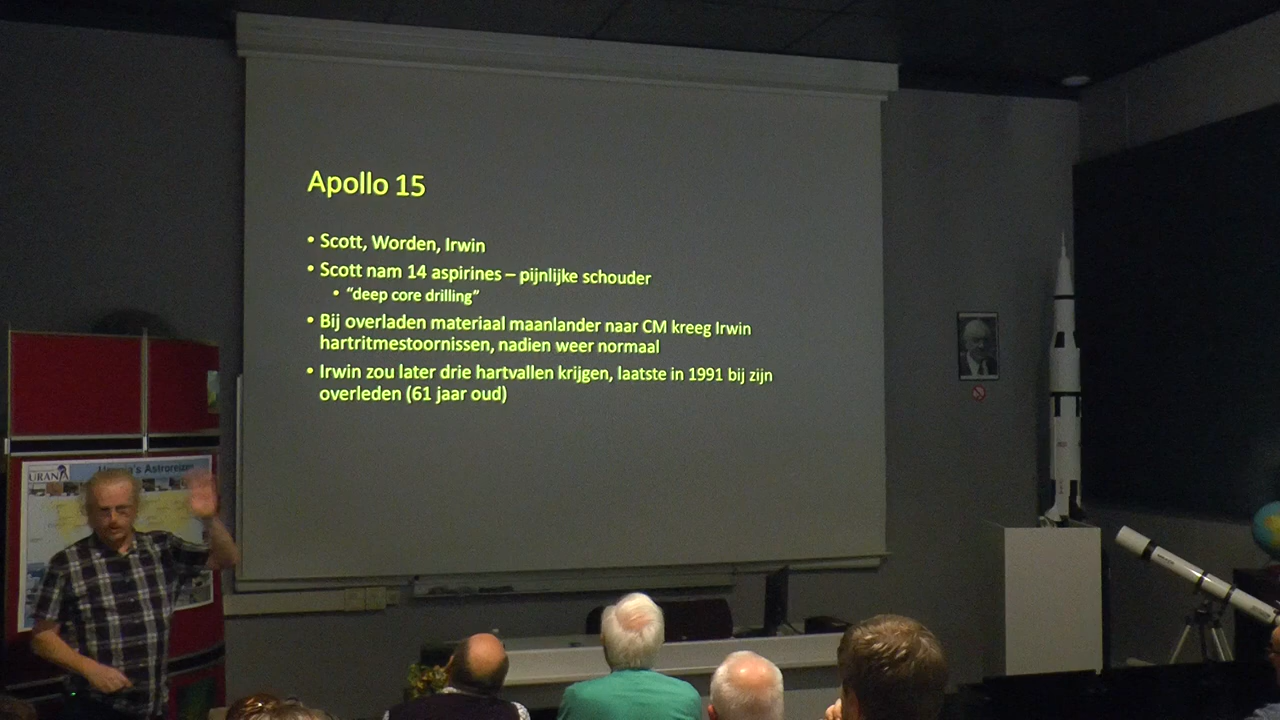 Apollo 15
• Scott, Worden, Irwin
• Scott nam 14 aspirines – pijnlijke schouder
• “deep core drilling”
• Bij overladen materiaal maanlander naar CM kreeg Irwin
hartritmestoornissen, nadien weer normaal
• Irwin zou later drie hartvallen krijgen, laatste in 1991 bij zijn
overleden (61 jaar oud)
URANIA